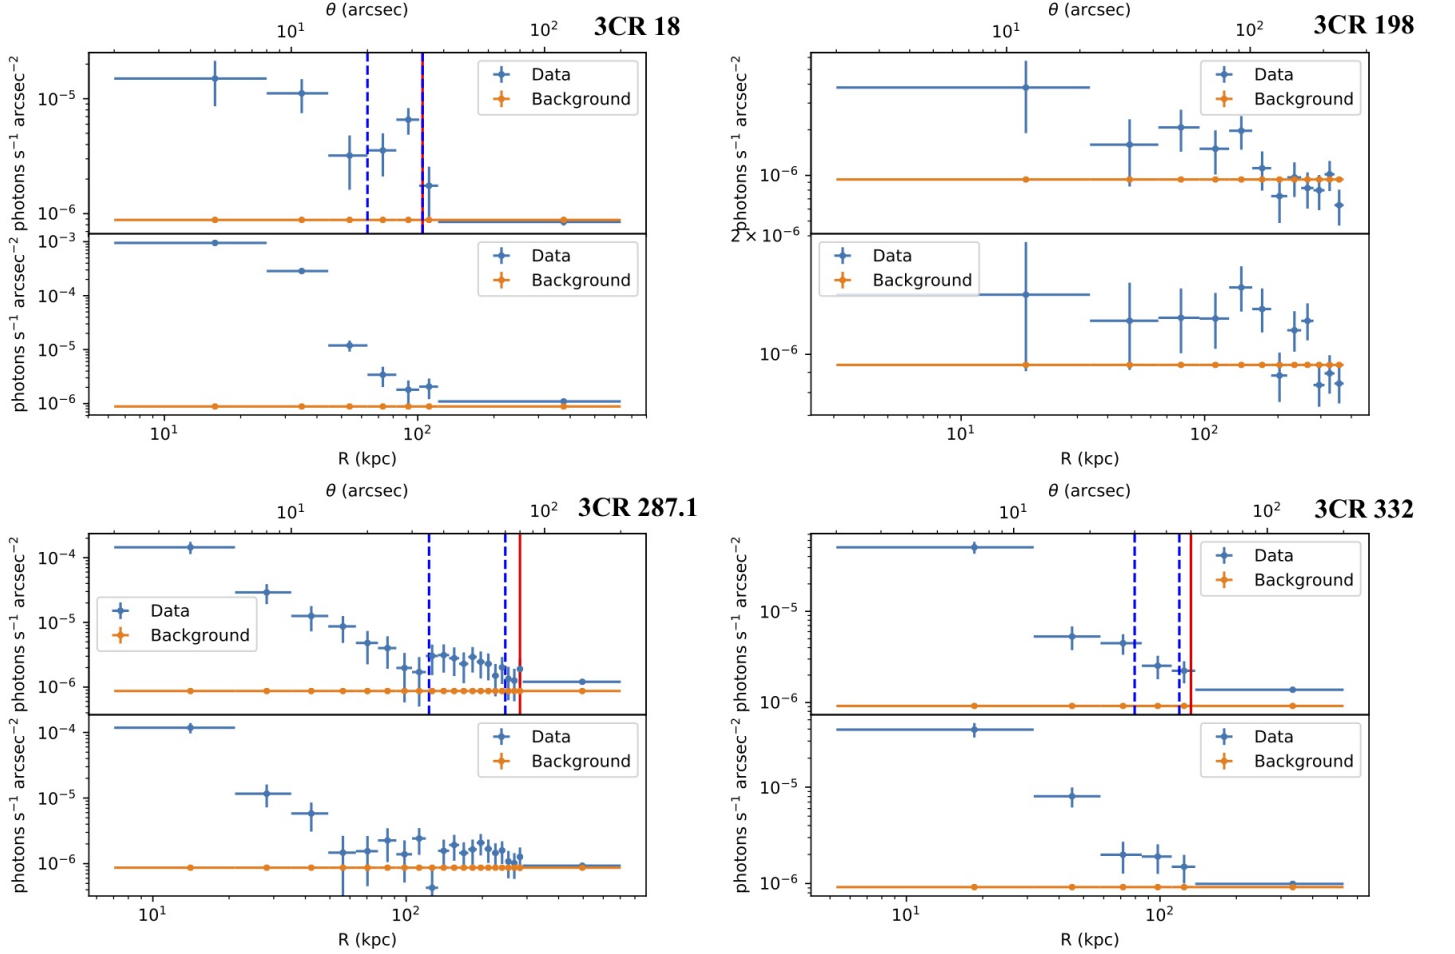 θ (arcsec)
10¹ 10² 3CR 18
Data
Background
10⁻⁵
10⁻⁶
photons s⁻¹ arcsec⁻²
Data
Background
10⁻³
10⁻⁴
10⁻⁵
10⁻⁶
photons s⁻¹ arcsec⁻²
10¹ 10²
R (kpc)
θ (arcsec)
10¹ 10² 3CR 198
Data
Background
10⁻⁶
photons s⁻¹ arcsec⁻²
2 × 10⁻⁶
Data
Background
10⁻⁶
photons s⁻¹ arcsec⁻²
10¹ 10²
R (kpc)
θ (arcsec)
10¹ 10² 3CR 287.1
10⁻⁴
10⁻⁵
10⁻⁶
photons s⁻¹ arcsec⁻²
Data
Background
Data
Background
10⁻⁴
10⁻⁵
10⁻⁶
photons s⁻¹ arcsec⁻²
10¹ 10²
R (kpc)
θ (arcsec)
10¹ 10² 3CR 332
Data
Background
10⁻⁵
10⁻⁶
photons s⁻¹ arcsec⁻²
Data
Background
10⁻⁵
10⁻⁶
photons s⁻¹ arcsec⁻²
10¹ 10²
R (kpc)